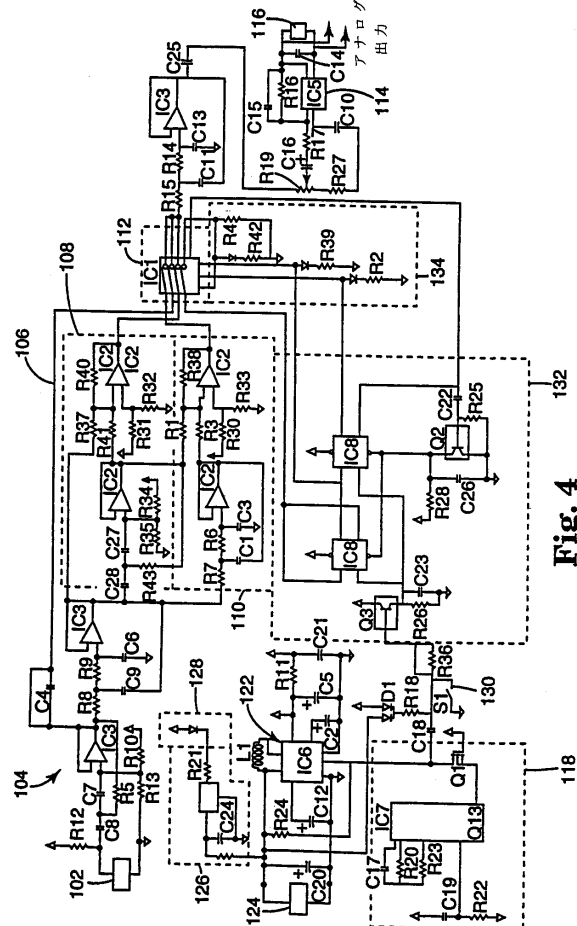 104
102
R12
C8
C7
R5
R13
R10
IC3
C4
R8
R9
C9
C6
IC3
106
108
C28
C27
R43
R35
R34
IC2
R37
R40
R41
R31
R32
IC2
R1
R7
R6
C1
C3
IC2
R3
R38
R30
R33
IC2
110
112
IC1
R4
R42
R39
R2
134
R15
R14
C11
C13
IC3
C25
R19
C16
R17
R27
C10
C15
R16
IC5
C14
114
116
アナログ
出力
118
C17
R20
R23
IC7
Q13
C19
R22
Q1
C18
S1
130
R18
R36
D1
124
C20
126
C24
R21
128
R24
C12
L1
122
IC6
C2
C5
R11
C21
Q3
R26
C23
IC8
IC8
R28
C26
Q2
C22
R25
132
Fig. 4